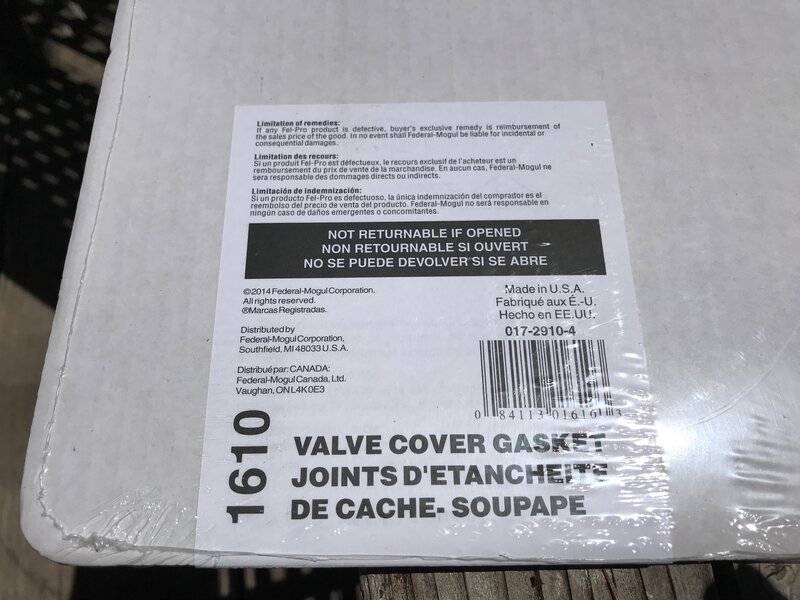 Limitation of remedies:
If any Fel-Pro product is defective, buyer's exclusive remedy is reimbursement of
the sales price of the good. In no event shall Federal-Mogul be liable for incidental or
consequential damages.
Limitation des recours:
Si un produit Fel-Pro est défectueux, le recours exclusif de l'acheteur est un
remboursement du prix de vente de la marchandise. En aucun cas, Federal-Mogul ne
sera responsable des dommages directs ou indirects.
Limitación de indemnización:
Si un producto Fel-Pro es defectuoso, la única indemnización del comprador es el
reembolso del precio de venta del producto. Federal-Mogul no será responsable en
ningún caso de daños emergentes o concomitantes.
NOT RETURNABLE IF OPENED
NON RETOURNABLE SI OUVERT
NO SE PUEDE DEVOLVER SI SE ABRE
©2014 Federal-Mogul Corporation.
All rights reserved.
®Marcas Registradas.
Distributed by
Federal-Mogul Corporation,
Southfield, MI 48033 U.S.A.
Distribué par: CANADA:
Federal-Mogul Canada, Ltd.
Vaughan, ON L4K 0E3
Made in U.S.A.
Fabriqué aux É.-U.
Hecho en EE.UU.
017-2910-4
0 84113 01616 3
1610
VALVE COVER GASKET
JOINTS D'ETANCHEITE
DE CACHE- SOUPAPE